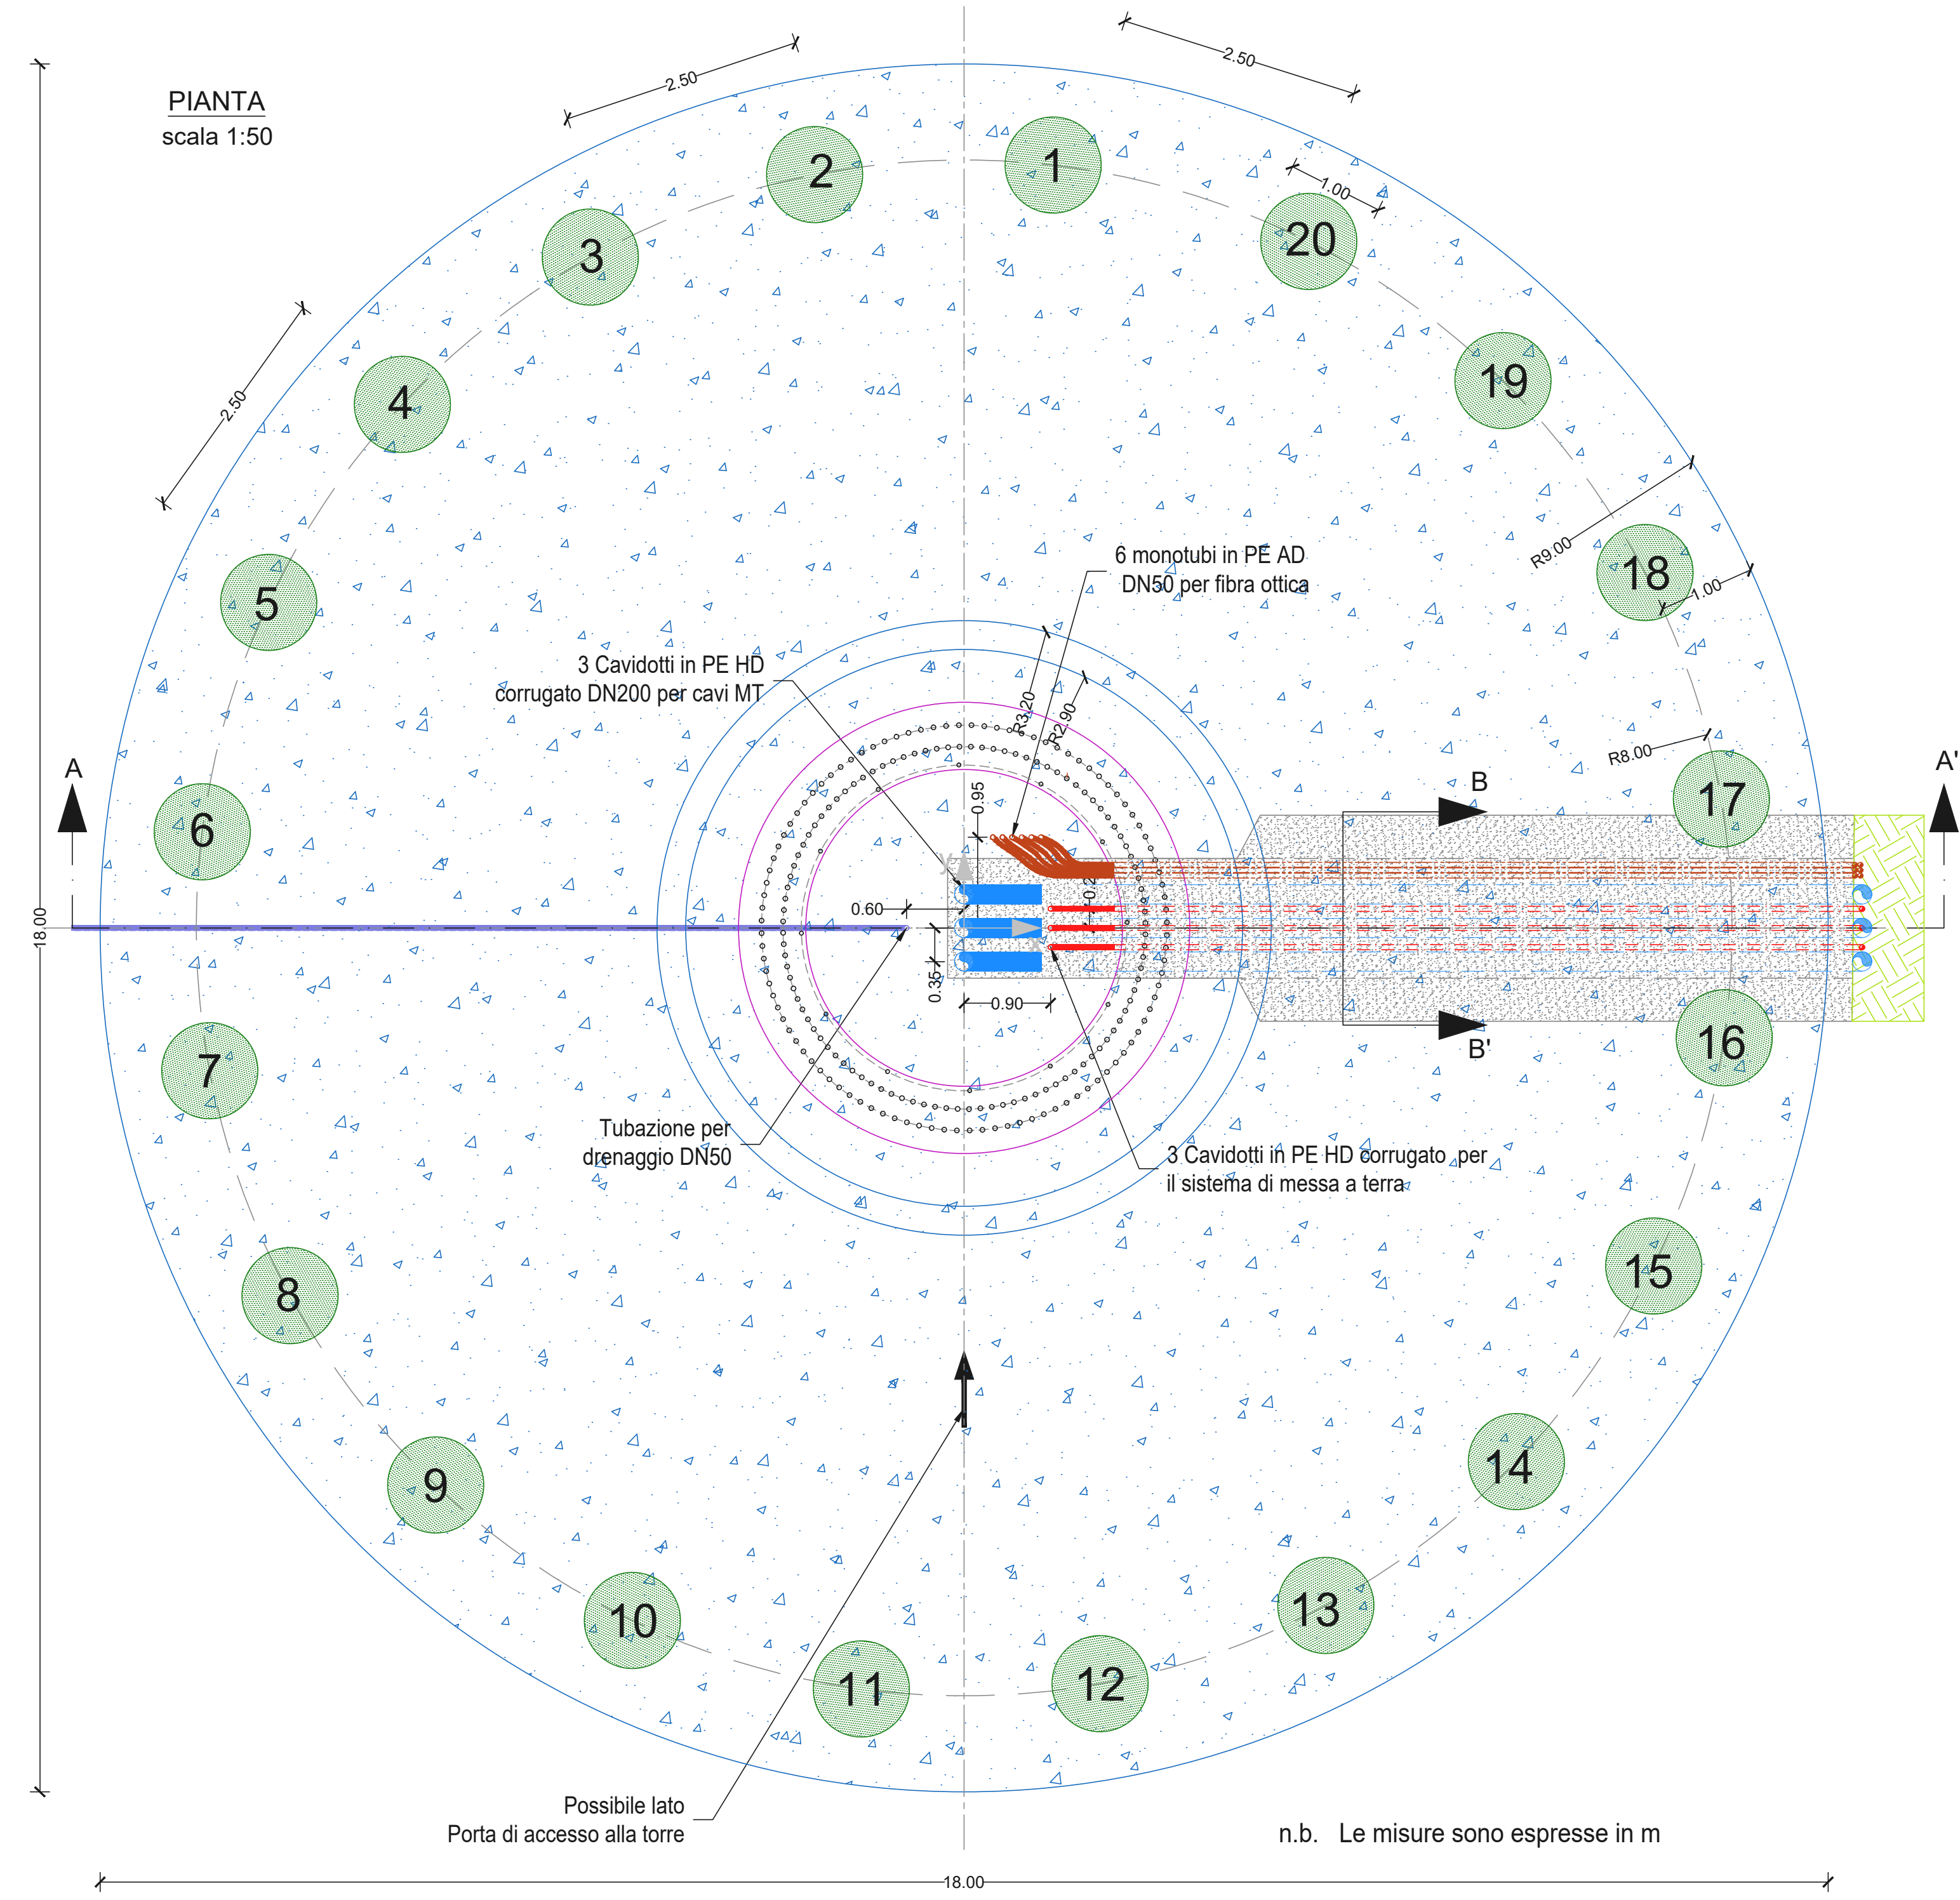 PIANTA
scala 1:50
2.50
2.50
2.50
1.00
18.00
2
1
3
20
4
19
5
18
6
17
7
16
8
15
9
14
10
13
11
12
R9.00
1.00
R8.00
6 monotubi in PE AD
DN50 per fibra ottica
3 Cavidotti in PE HD
corrugato DN200 per cavi MT
R3.20
R2.90
0.95
A
A'
B
B'
y
x
0.60
0.35
0.90
Tubazione per
drenaggio DN50
3 Cavidotti in PE HD corrugato per
il sistema di messa a terra
Possibile lato
Porta di accesso alla torre
n.b. Le misure sono espresse in m
18.00